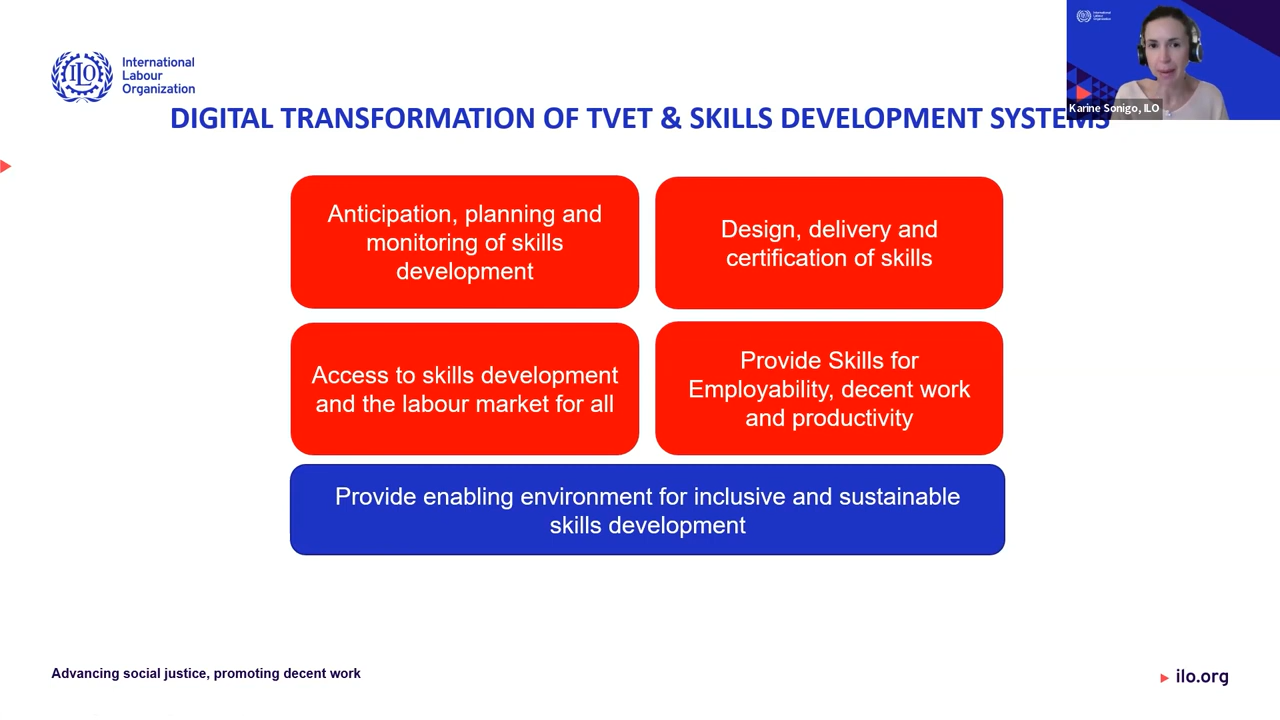 International
Labour
Organization
ILO
DIGITAL TRANSFORMATION OF TVET & SKILLS DEVELOPMENT SYSTEMS
Karine Sonigo, ILO
Anticipation, planning and
monitoring of skills
development
Design, delivery and
certification of skills
Access to skills development
and the labour market for all
Provide Skills for
Employability, decent work
and productivity
Provide enabling environment for inclusive and sustainable
skills development
Advancing social justice, promoting decent work
ilo.org